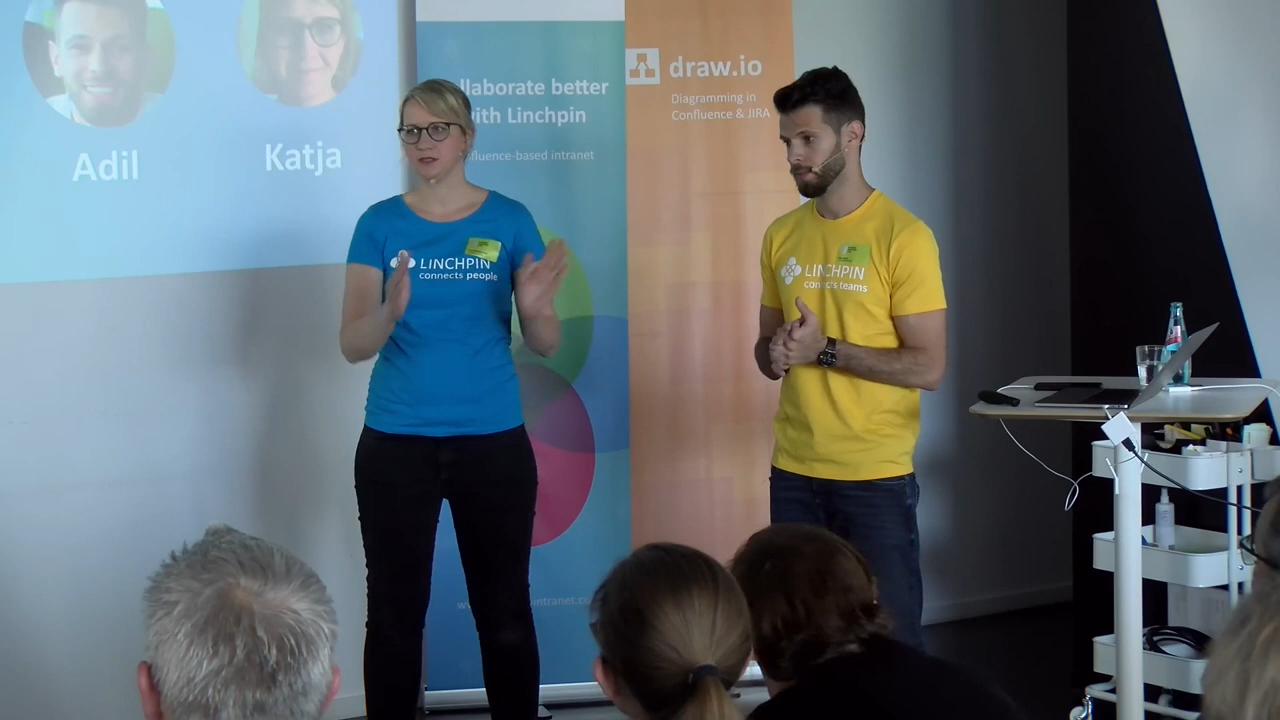 Adil
Katja
llaborate better
ith Linchpin
fluence-based intranet
draw.io
Diagramming in
Confluence & JIRA
LINCHPIN
connects people
LINCHPIN
connects teams
intranet.c